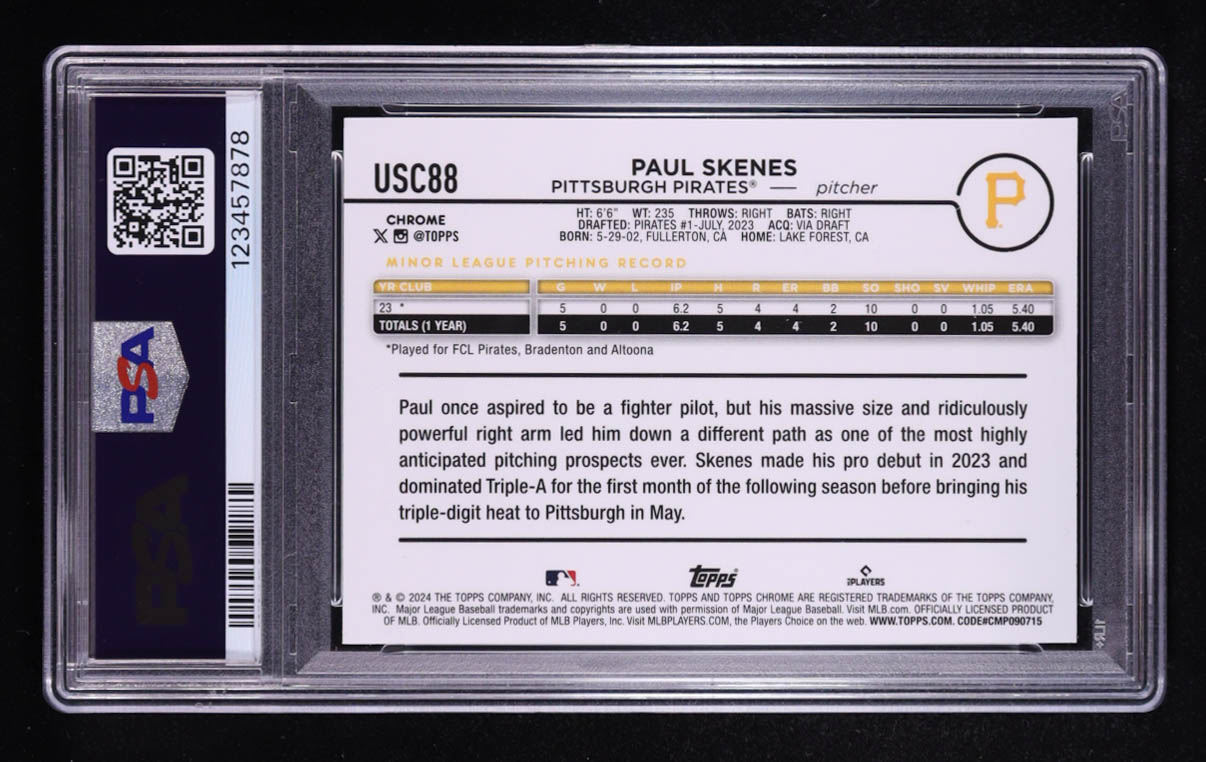 PSA
123457878
PSA
PSA
USC88
PAUL SKENES
PITTSBURGH PIRATES® — pitcher
P
CHROME
X @TOPPS
HT: 6'6" WT: 235 THROWS: RIGHT BATS: RIGHT
DRAFTED: PIRATES #1-JULY, 2023 ACQ: VIA DRAFT
BORN: 5-29-02, FULLERTON, CA HOME: LAKE FOREST, CA
MINOR LEAGUE PITCHING RECORD
YR CLUB G W L IP H R ER BB SO SHO SV WHIP ERA
23 * 5 0 0 6.2 5 4 4 2 10 0 0 1.05 5.40
TOTALS (1 YEAR) 5 0 0 6.2 5 4 4 2 10 0 0 1.05 5.40
*Played for FCL Pirates, Bradenton and Altoona
Paul once aspired to be a fighter pilot, but his massive size and ridiculously
powerful right arm led him down a different path as one of the most highly
anticipated pitching prospects ever. Skenes made his pro debut in 2023 and
dominated Triple-A for the first month of the following season before bringing his
triple-digit heat to Pittsburgh in May.
Topps
PLAYERS
® & © 2024 THE TOPPS COMPANY, INC. ALL RIGHTS RESERVED. TOPPS AND TOPPS CHROME ARE REGISTERED TRADEMARKS OF THE TOPPS COMPANY,
INC. Major League Baseball trademarks and copyrights are used with permission of Major League Baseball. Visit MLB.com. OFFICIALLY LICENSED PRODUCT
OF MLB. Officially Licensed Product of MLB Players, Inc. Visit MLBPLAYERS.COM, the Players Choice on the web. WWW.TOPPS.COM. CODE#CMP090715
PSA